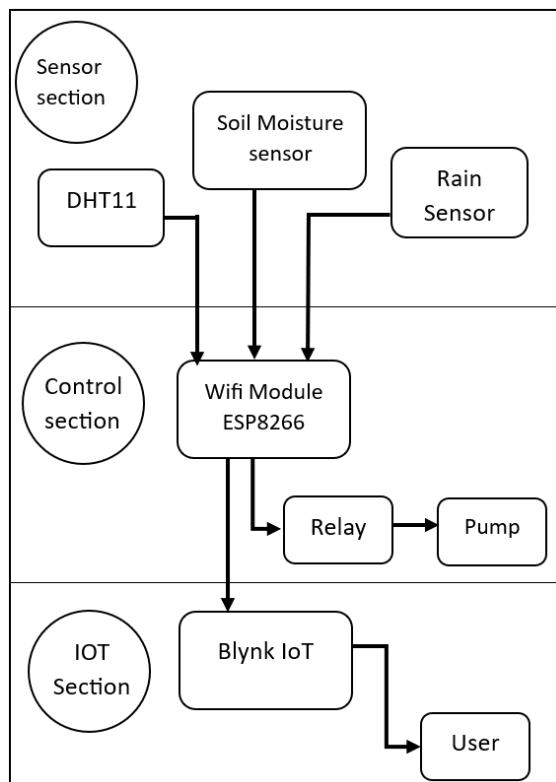 Sensor
section
Soil Moisture
sensor
DHT11
Rain
Sensor
Control
section
Wifi Module
ESP8266
Relay
Pump
IOT
Section
Blynk IoT
User